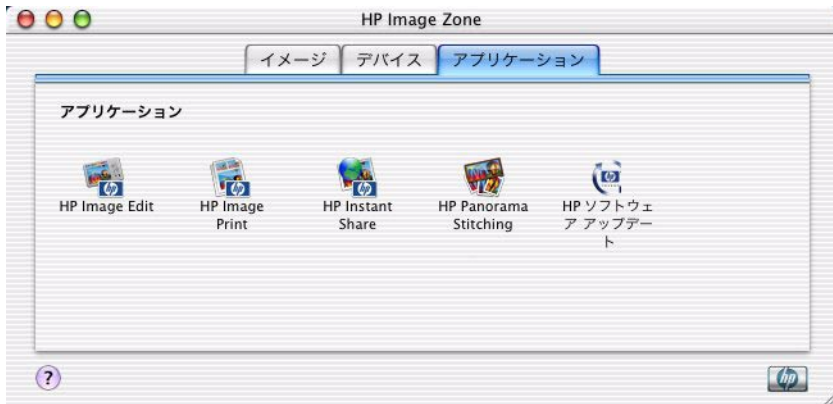 HP Image Zone
イメージ
デバイス
アプリケーション
アプリケーション
HP Image Edit
HP Image
Print
HP Instant
Share
HP Panorama
Stitching
HP ソフトウェ
ア アップデー
ト
?
hp